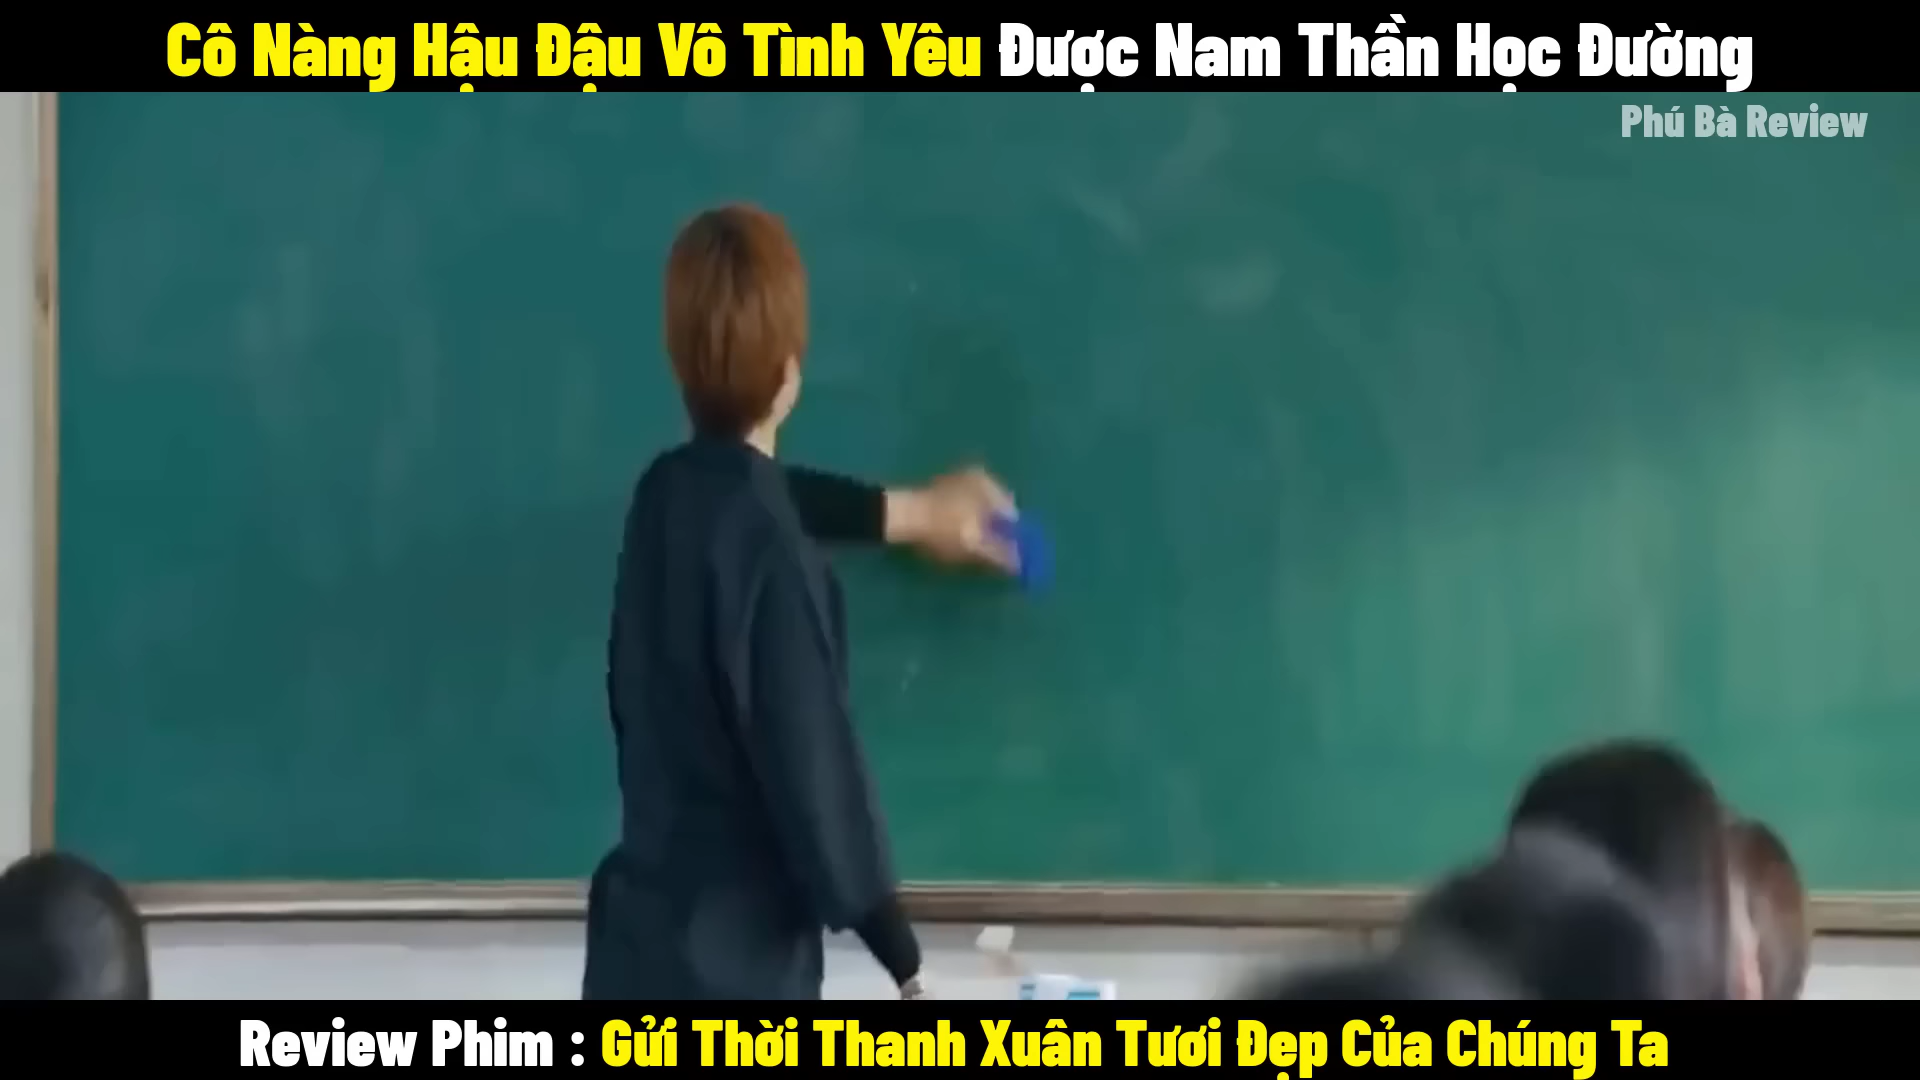 Cô Nàng Hậu Đậu Vô Tình Yêu Được Nam Thần Học Đường
Phú Bà Review
Review Phim : Gửi Thời Thanh Xuân Tươi Đẹp Của Chúng Ta